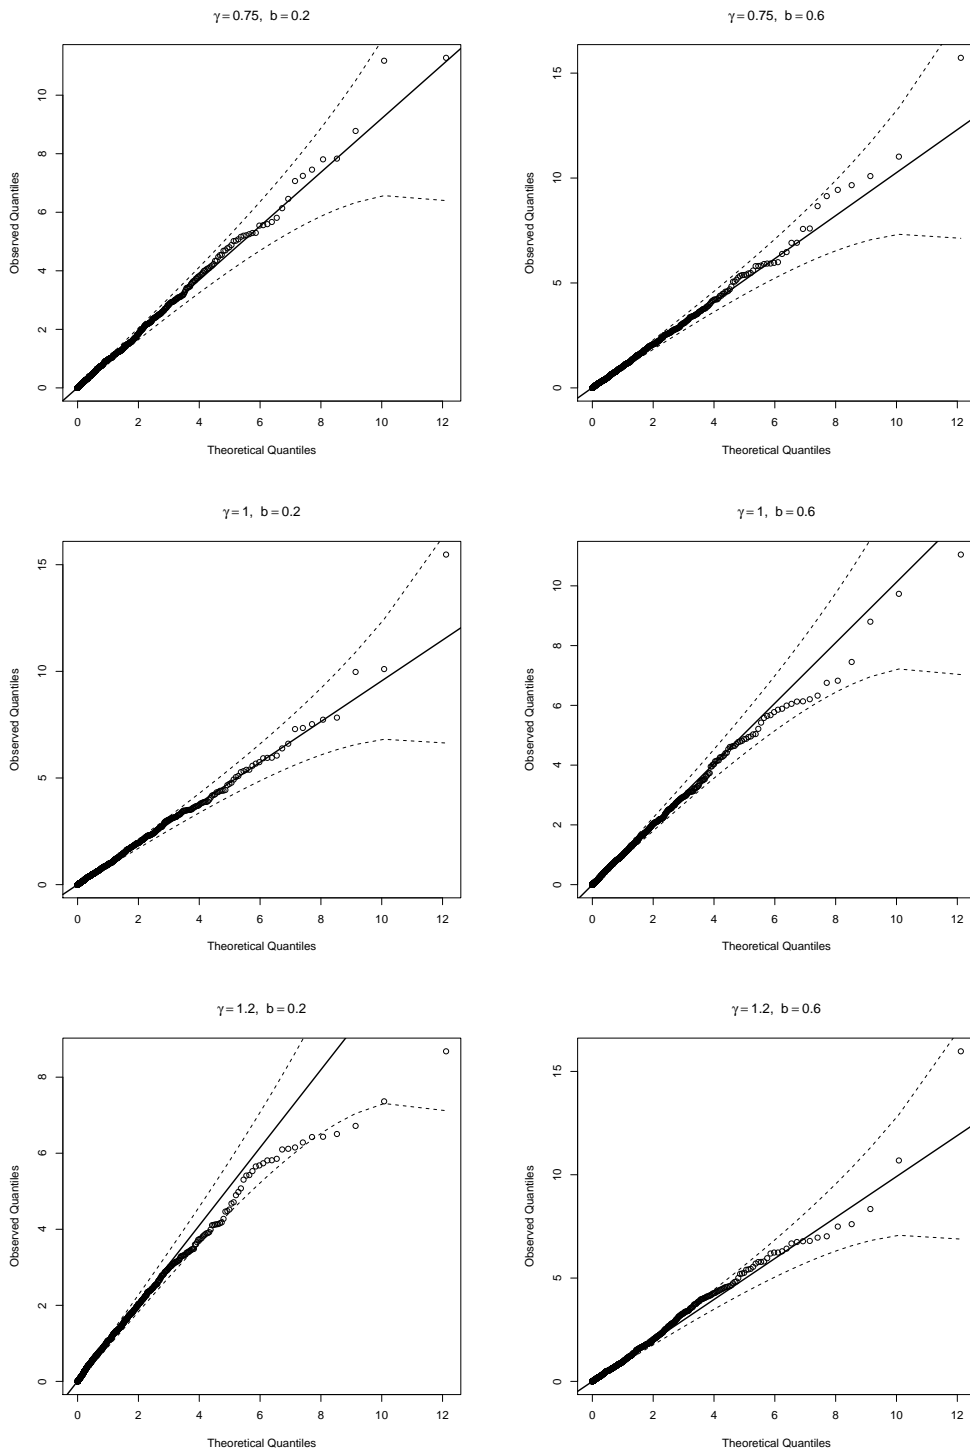 γ=0.75, b=0.2
Observed Quantiles
10
8
6
4
2
0
0 2 4 6 8 10 12
Theoretical Quantiles
γ=0.75, b=0.6
Observed Quantiles
15
10
5
0
0 2 4 6 8 10 12
Theoretical Quantiles
γ=1, b=0.2
Observed Quantiles
15
10
5
0
0 2 4 6 8 10 12
Theoretical Quantiles
γ=1, b=0.6
Observed Quantiles
10
8
6
4
2
0
0 2 4 6 8 10 12
Theoretical Quantiles
γ=1.2, b=0.2
Observed Quantiles
8
6
4
2
0
0 2 4 6 8 10 12
Theoretical Quantiles
γ=1.2, b=0.6
Observed Quantiles
15
10
5
0
0 2 4 6 8 10 12
Theoretical Quantiles